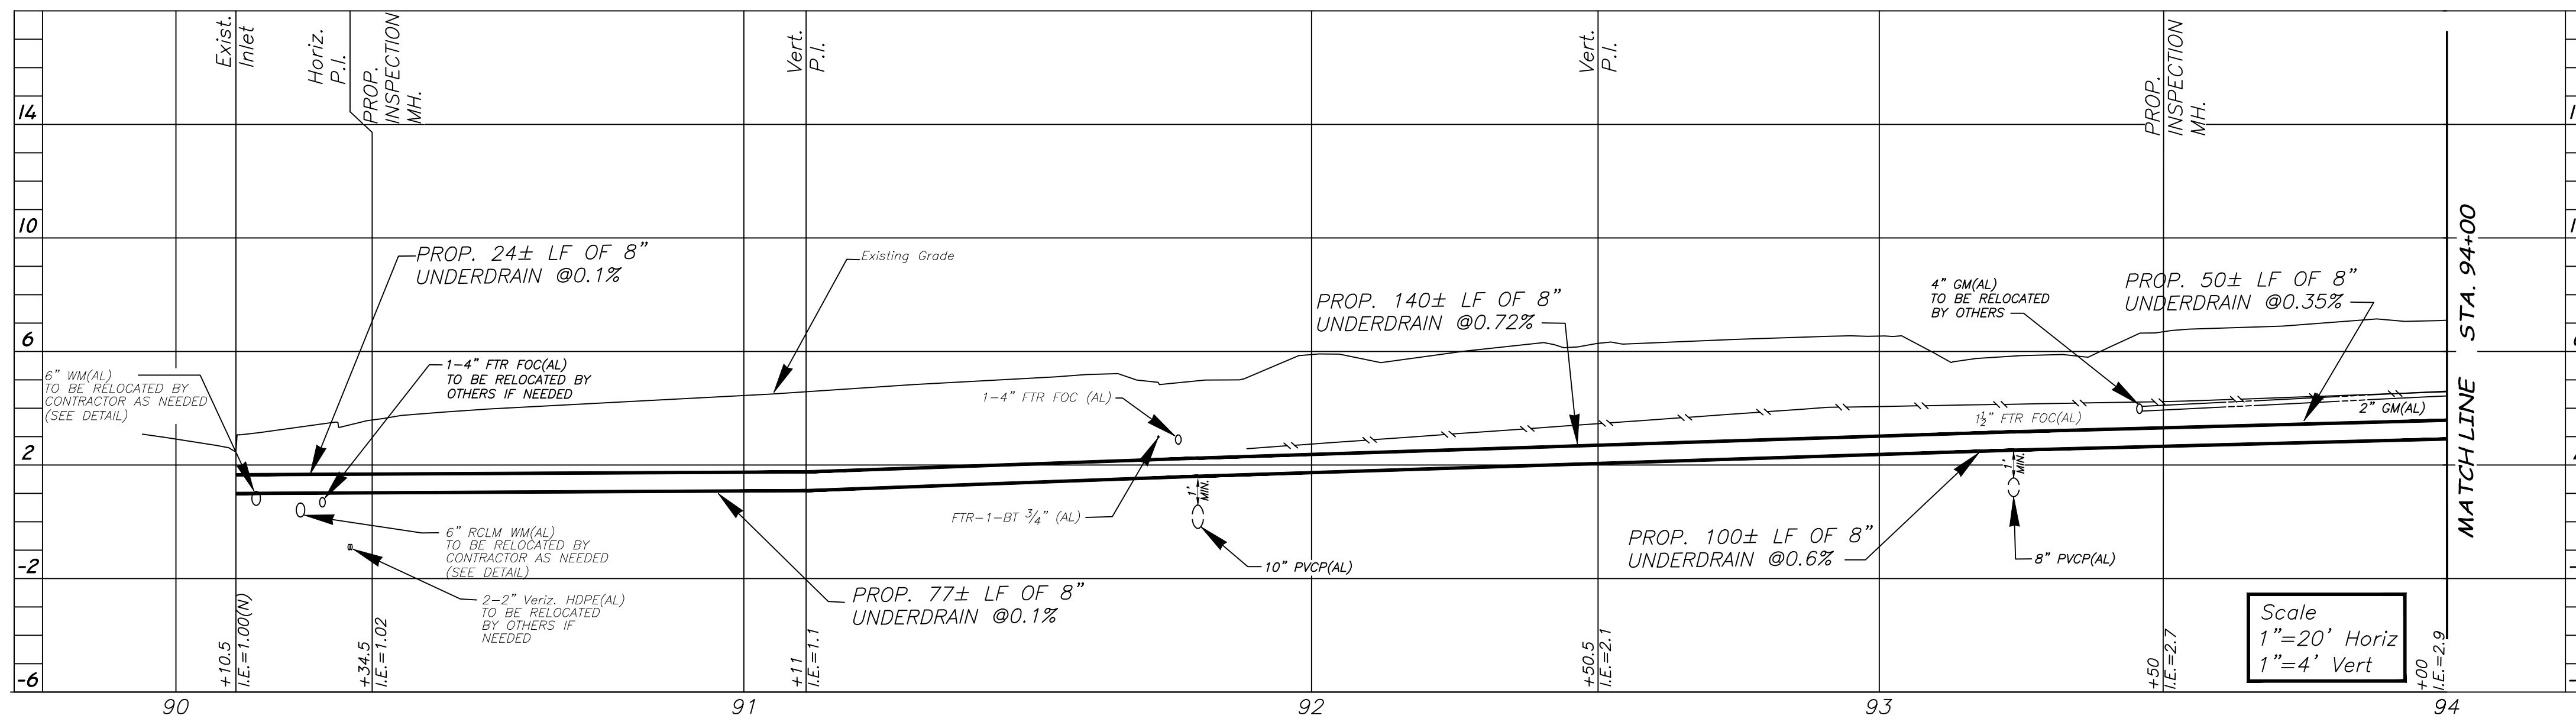 Exist.
Inlet
Horiz.
P.I.
PROP.
INSPECTION
MH.
Vert.
P.I.
Vert.
P.I.
PROP.
INSPECTION
MH.
14
10
6
2
-2
-6
PROP. 24± LF OF 8"
UNDERDRAIN @0.1%
Existing Grade
PROP. 140± LF OF 8"
UNDERDRAIN @0.72%
4" GM(AL)
TO BE RELOCATED
BY OTHERS
PROP. 50± LF OF 8"
UNDERDRAIN @0.35%
6" WM(AL)
TO BE RELOCATED BY
CONTRACTOR AS NEEDED
(SEE DETAIL)
1-4" FTR FOC(AL)
TO BE RELOCATED BY
OTHERS IF NEEDED
1-4" FTR FOC (AL)
1½" FTR FOC(AL)
2" GM(AL)
MATCH LINE STA. 94+00
1'
MIN.
1'
MIN.
FTR-1-BT ¾" (AL)
6" RCLM WM(AL)
TO BE RELOCATED BY
CONTRACTOR AS NEEDED
(SEE DETAIL)
10" PVCP(AL)
PROP. 100± LF OF 8"
UNDERDRAIN @0.6%
8" PVCP(AL)
2-2" Veriz. HDPE(AL)
TO BE RELOCATED
BY OTHERS IF
NEEDED
PROP. 77± LF OF 8"
UNDERDRAIN @0.1%
+10.5
I.E.=1.00(N)
+34.5
I.E.=1.02
+11
I.E.=1.1
+50.5
I.E.=2.1
+50
I.E.=2.7
Scale
1"=20' Horiz
1"=4' Vert
+00
I.E.=2.9
90
91
92
93
94